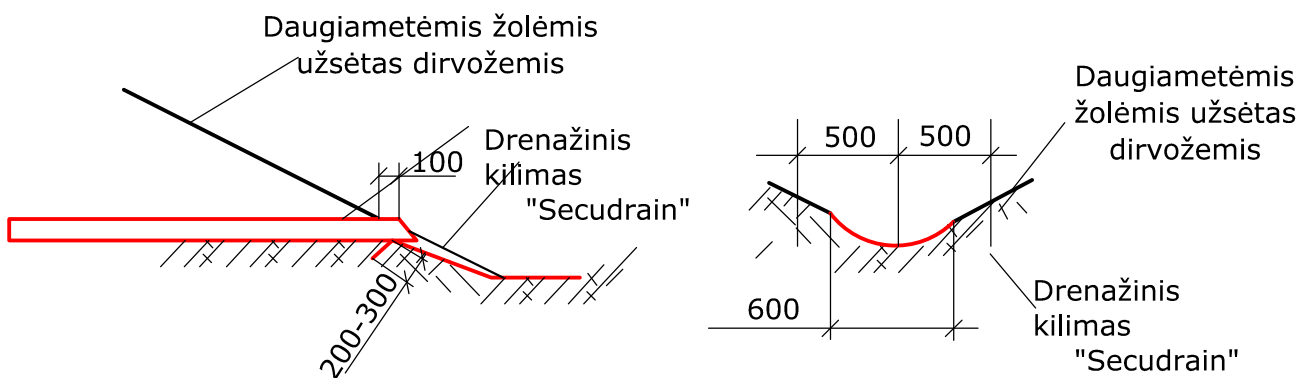 Daugiametėmis žolėmis
užsėtas dirvožemis
Drenažinis
kilimas
"Secudrain"
100
200-300
Daugiametėmis
žolėmis užsėtas
dirvožemis
500
500
600
Drenažinis
kilimas
"Secudrain"